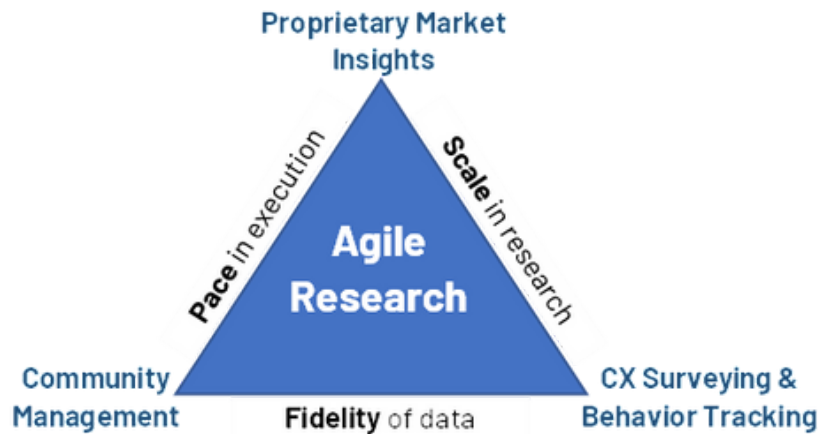 Proprietary Market
Insights
Pace in execution
Scale in research
Agile
Research
Community
Management
CX Surveying &
Behavior Tracking
Fidelity of data